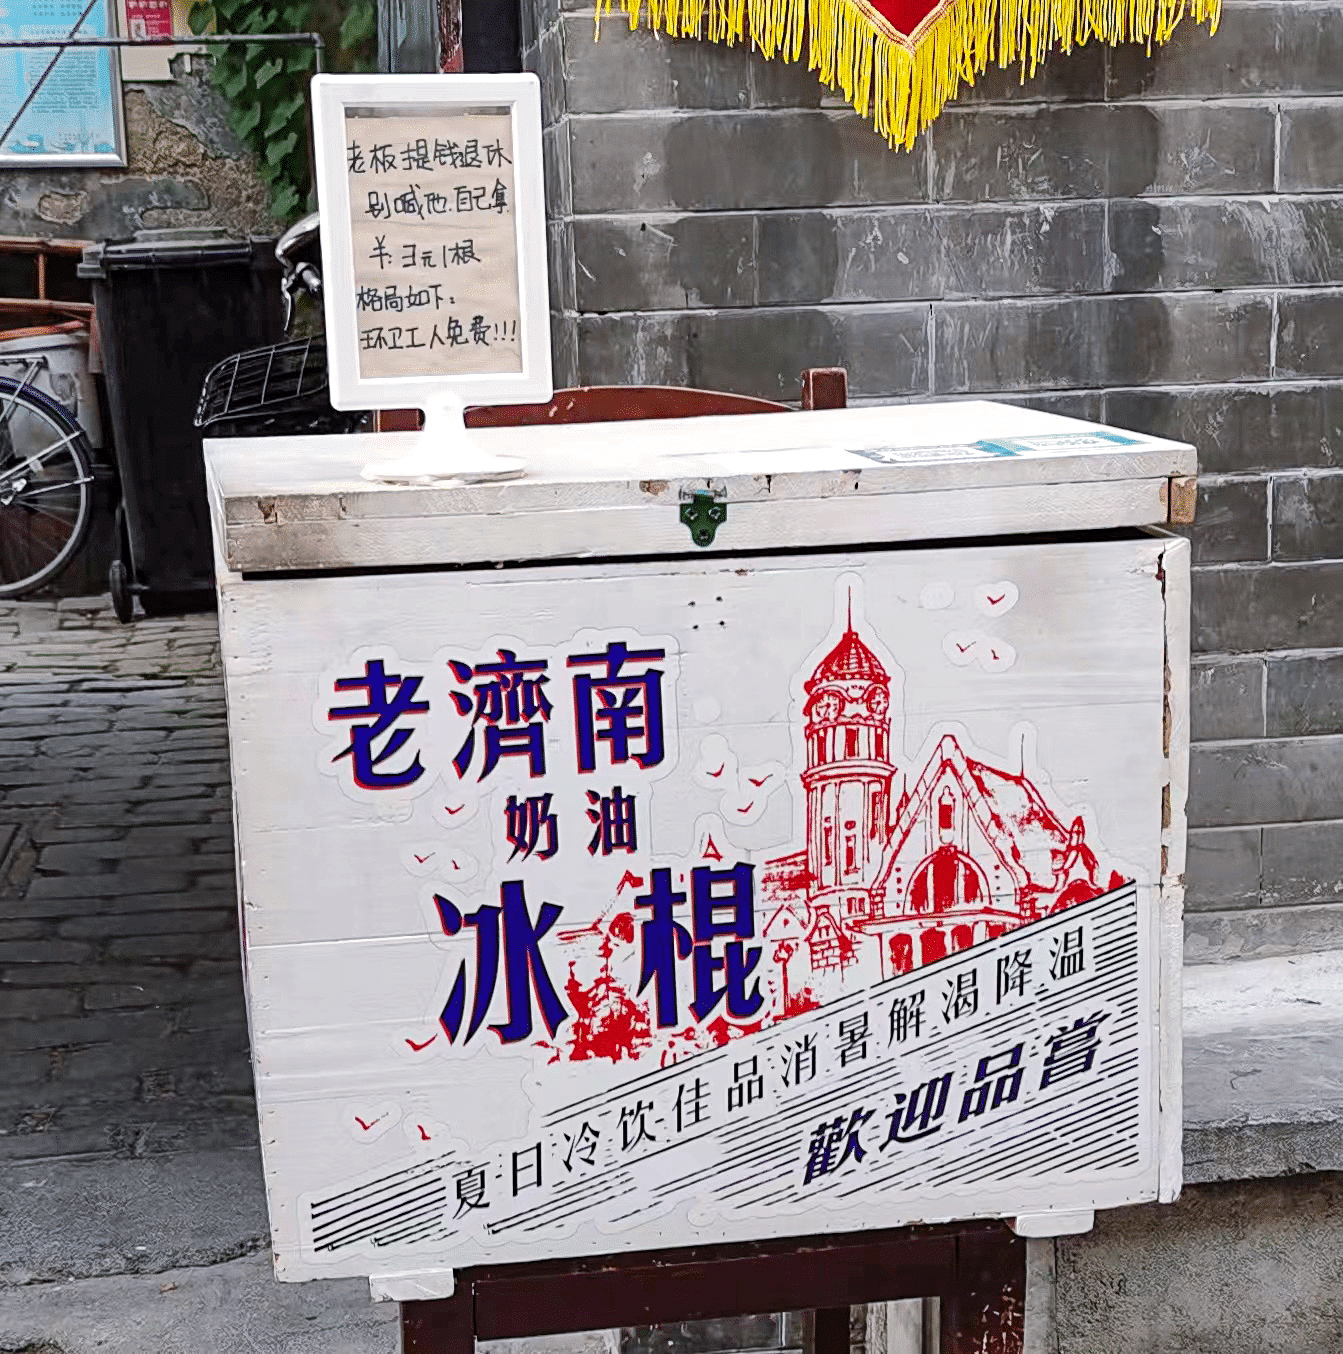 老板提钱退休
别喊他.自己拿
羊:3元1根
格局如下:
环卫工人免费!!!
老濟南
奶油
冰棍
夏日冷饮佳品消暑解渴降温
歡迎品嘗